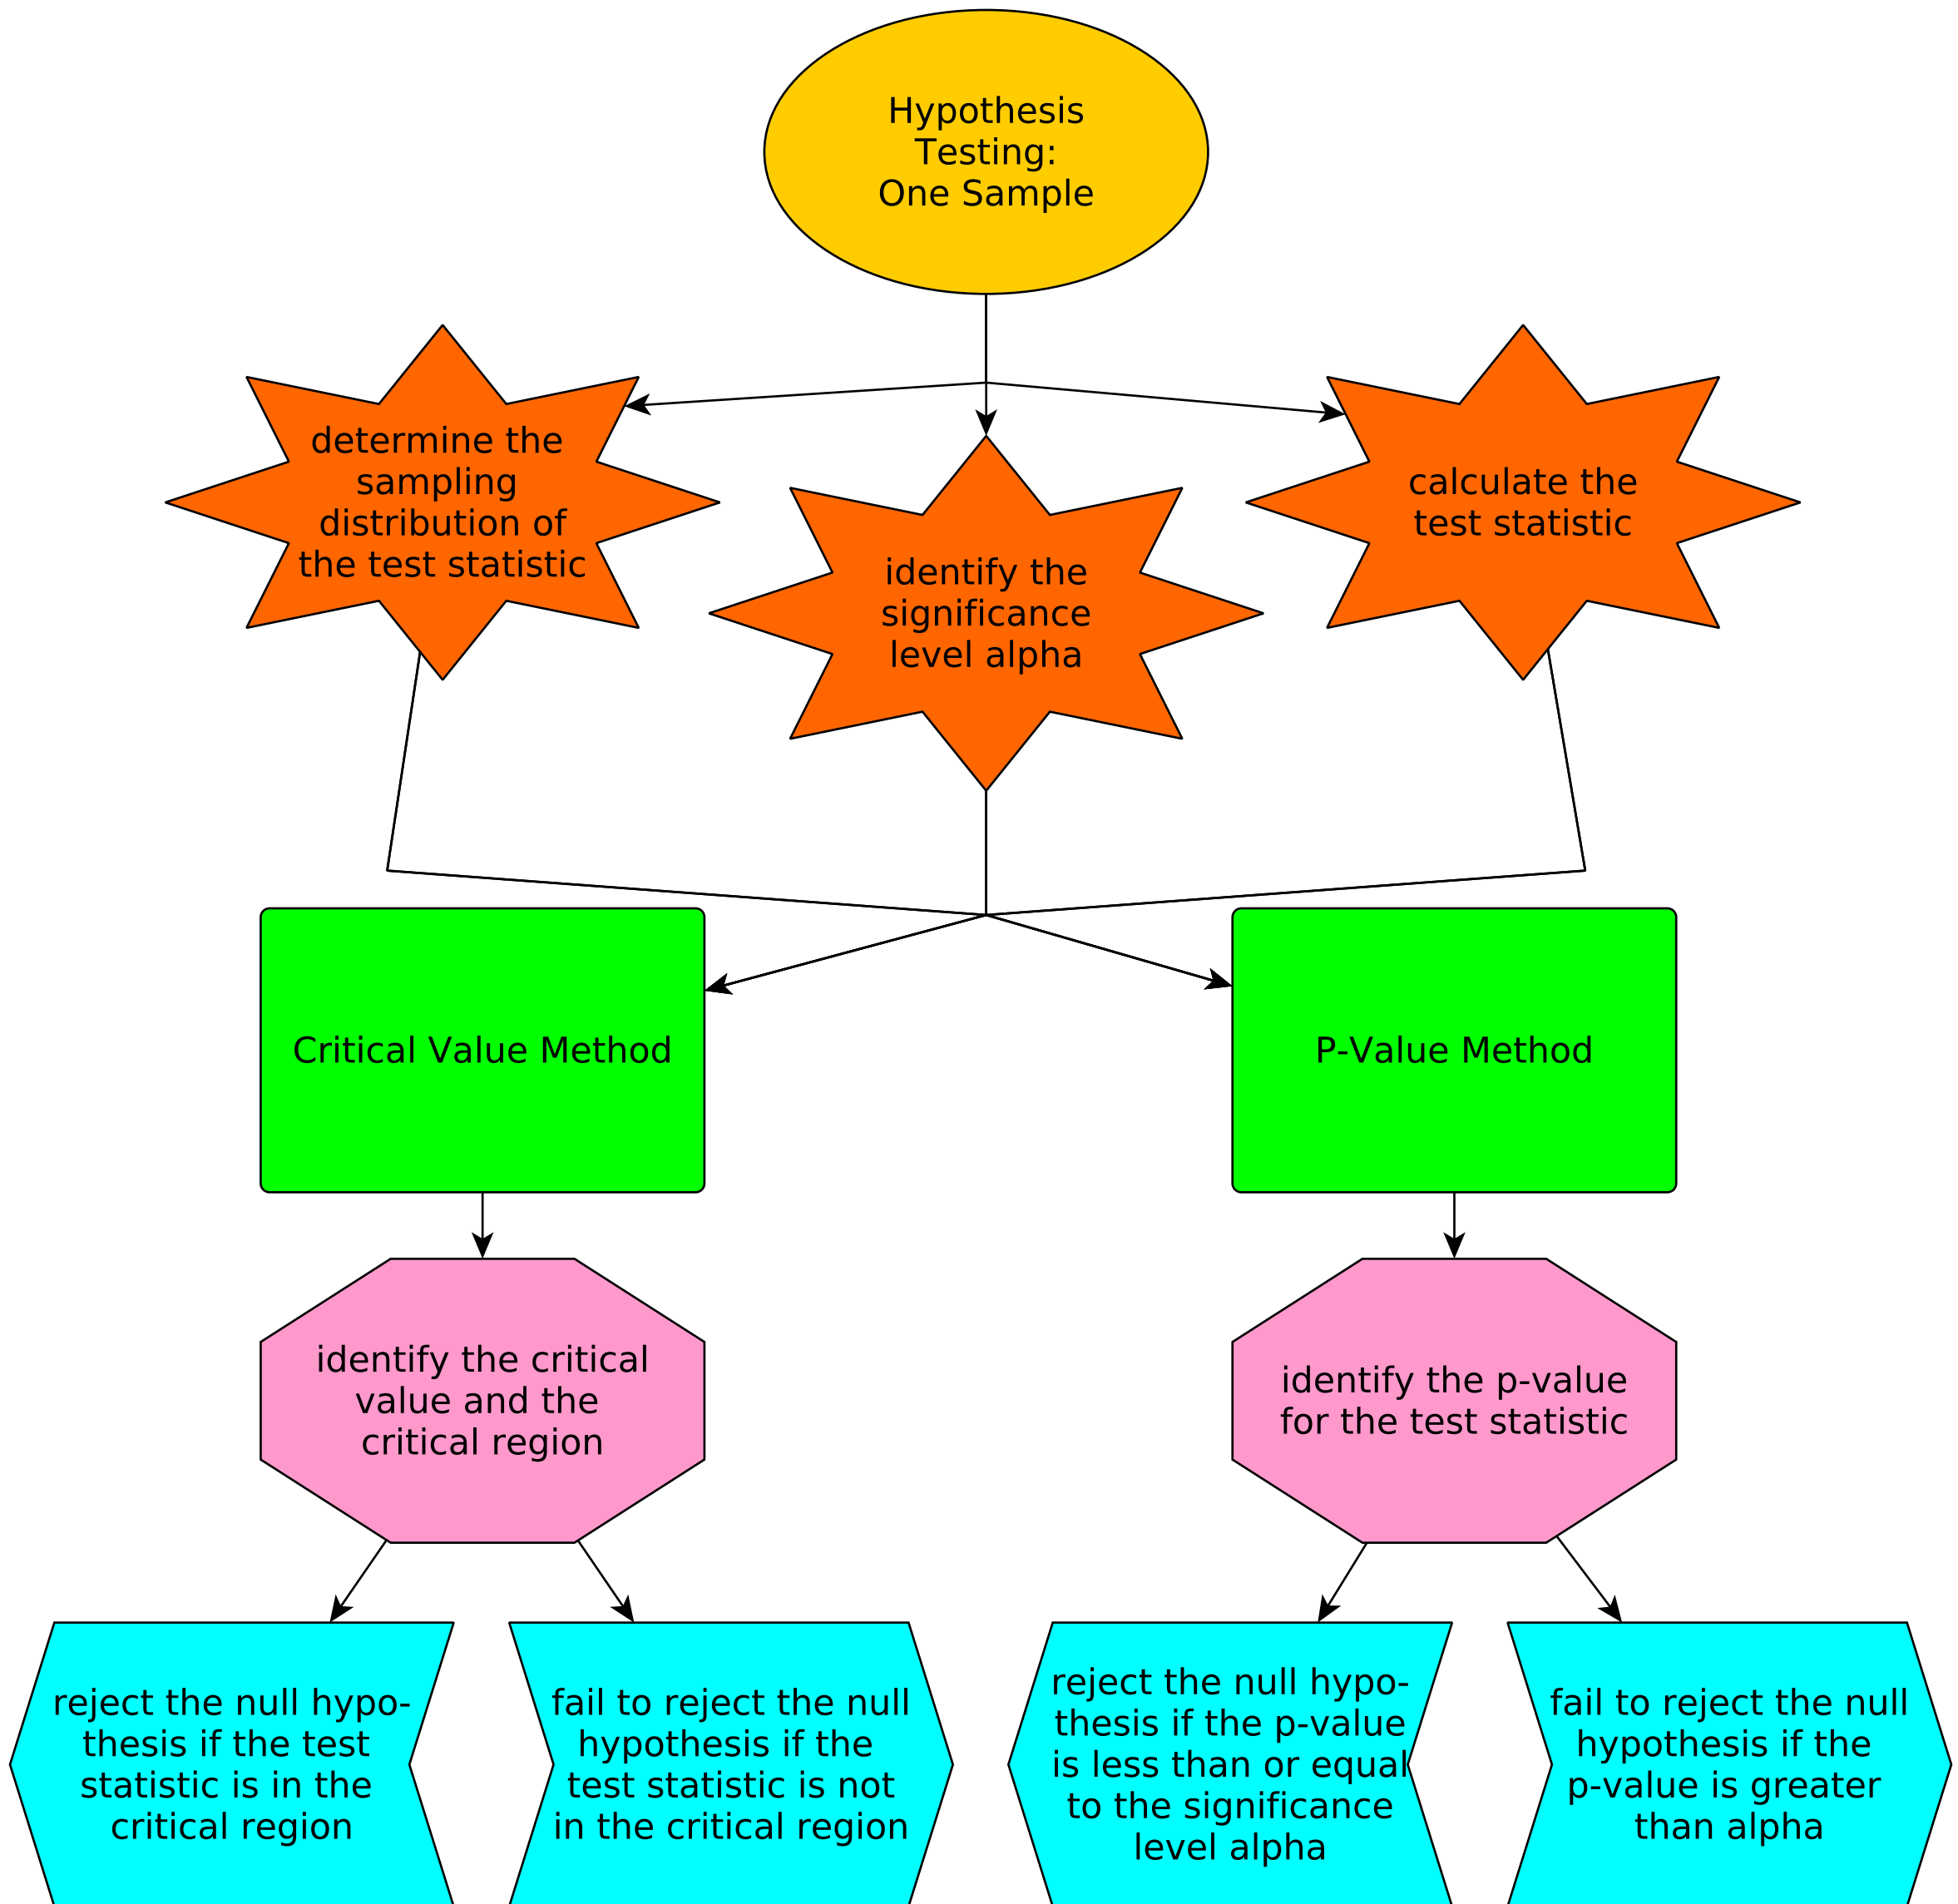 Hypothesis
Testing:
One Sample
determine the
sampling
distribution of
the test statistic
identify the
significance
level alpha
calculate the
test statistic
Critical Value Method
P-Value Method
identify the critical
value and the
critical region
identify the p-value
for the test statistic
reject the null hypo-
thesis if the test
statistic is in the
critical region
fail to reject the null
hypothesis if the
test statistic is not
in the critical region
reject the null hypo-
thesis if the p-value
is less than or equal
to the significance
level alpha
fail to reject the null
hypothesis if the
p-value is greater
than alpha